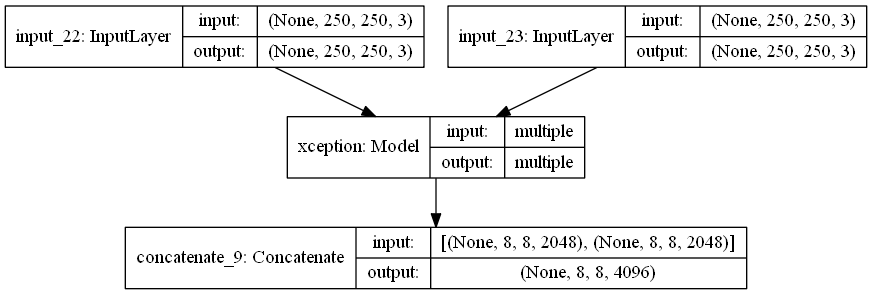 input_22: InputLayer
input: (None, 250, 250, 3)
output: (None, 250, 250, 3)
input_23: InputLayer
input: (None, 250, 250, 3)
output: (None, 250, 250, 3)
xception: Model
input: multiple
output: multiple
concatenate_9: Concatenate
input: [(None, 8, 8, 2048), (None, 8, 8, 2048)]
output: (None, 8, 8, 4096)